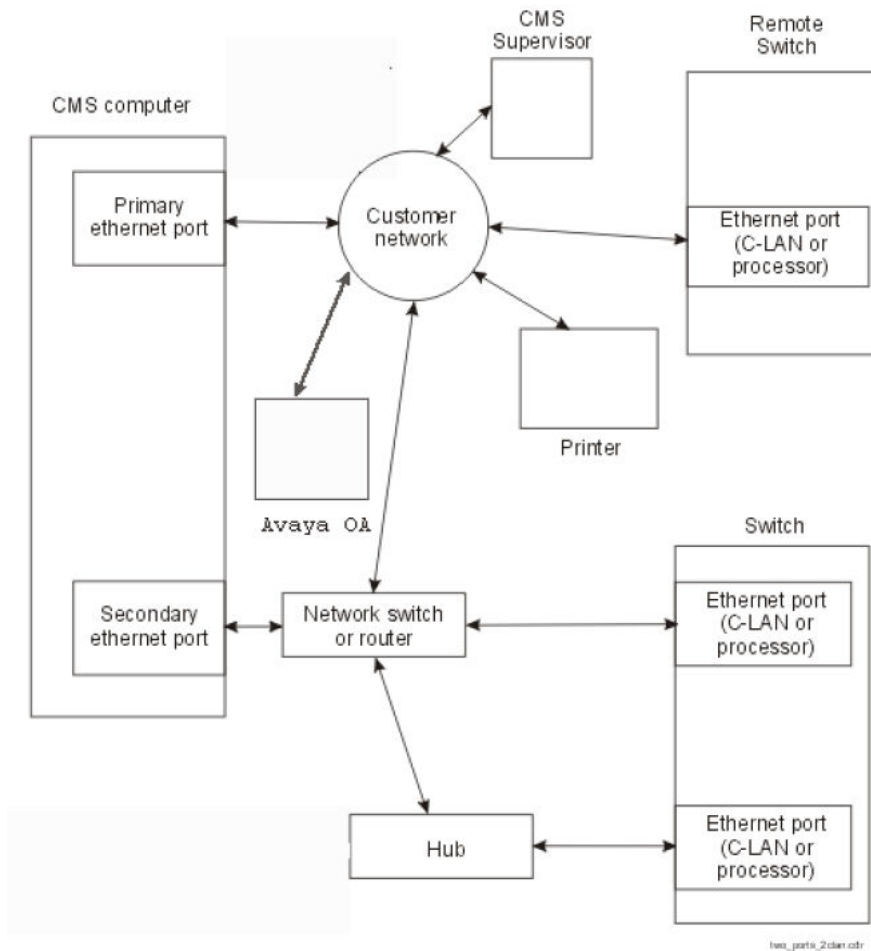 CMS
Supervisor
Remote
Switch
CMS computer
Primary
ethernet port
Customer
network
Ethernet port
(C-LAN or
processor)
Printer
Avaya OA
Switch
Secondary
ethernet port
Network switch
or router
Ethernet port
(C-LAN or
processor)
Hub
Ethernet port
(C-LAN or
processor)
two_ports_2clan.cdr